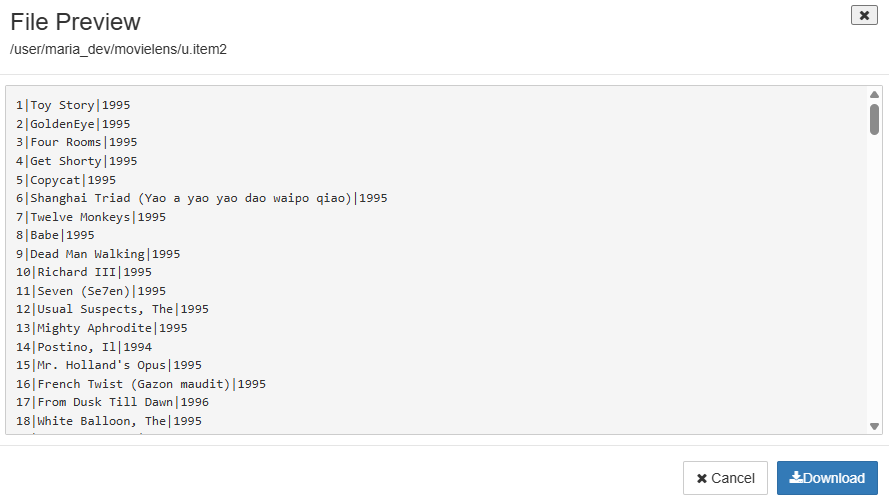 File Preview
/user/maria_dev/movielens/u.item2
1|Toy Story|1995
2|GoldenEye|1995
3|Four Rooms|1995
4|Get Shorty|1995
5|Copycat|1995
6|Shanghai Triad (Yao a yao yao dao waipo qiao)|1995
7|Twelve Monkeys|1995
8|Babe|1995
9|Dead Man Walking|1995
10|Richard III|1995
11|Seven (Se7en)|1995
12|Usual Suspects, The|1995
13|Mighty Aphrodite|1995
14|Postino, Il|1994
15|Mr. Holland's Opus|1995
16|French Twist (Gazon maudit)|1995
17|From Dusk Till Dawn|1996
18|White Balloon, The|1995
Cancel
Download